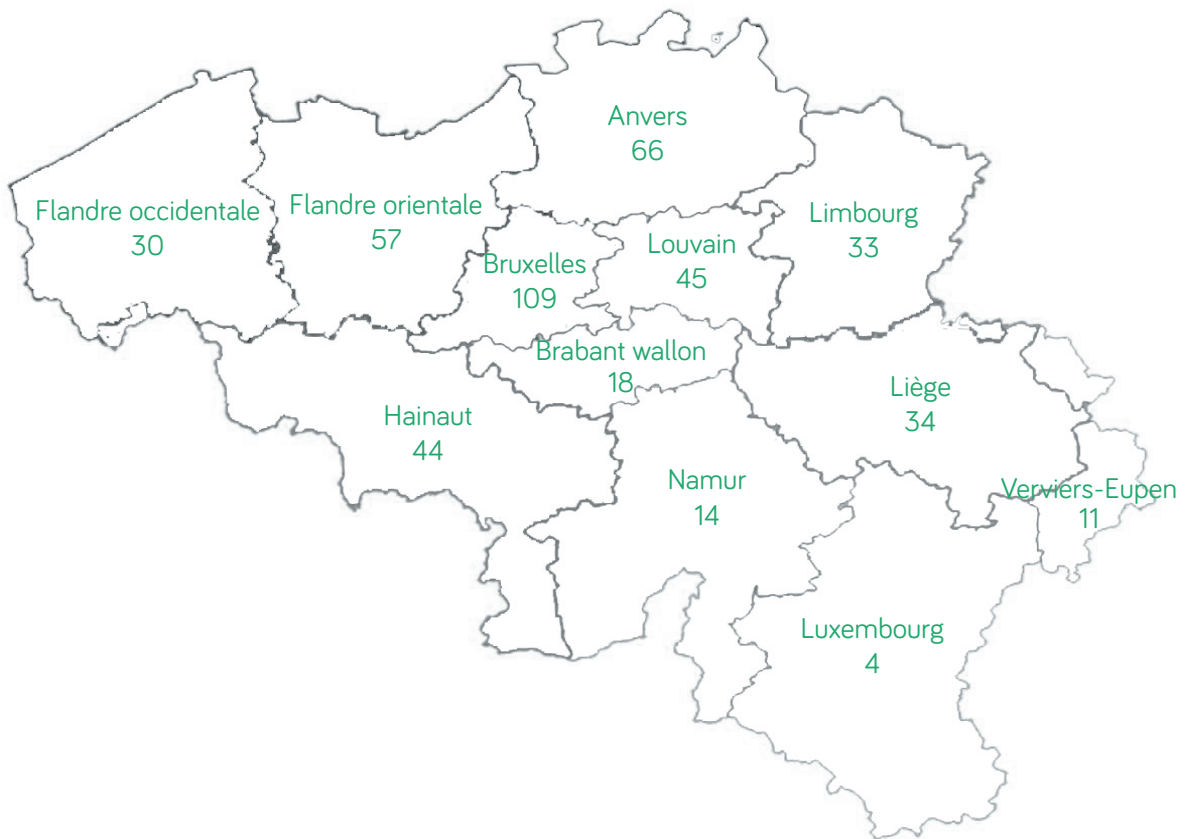 Anvers
66
Flandre occidentale
30
Flandre orientale
57
Limbourg
33
Louvain
45
Bruxelles
109
Brabant wallon
18
Liège
34
Hainaut
44
Namur
14
Verviers-Eupen
11
Luxembourg
4